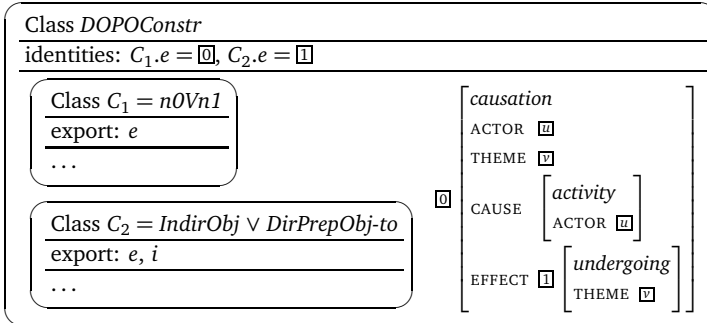 Class DOPOConstr
identities: C₁.e = 0, C₂.e = 1
Class C₁ = n0Vn1
export: e
...
Class C₂ = IndirObj ∨ DirPrepObj-to
export: e, i
...
0
causation
ACTOR u
THEME v
CAUSE
activity
ACTOR u
EFFECT 1
undergoing
THEME v